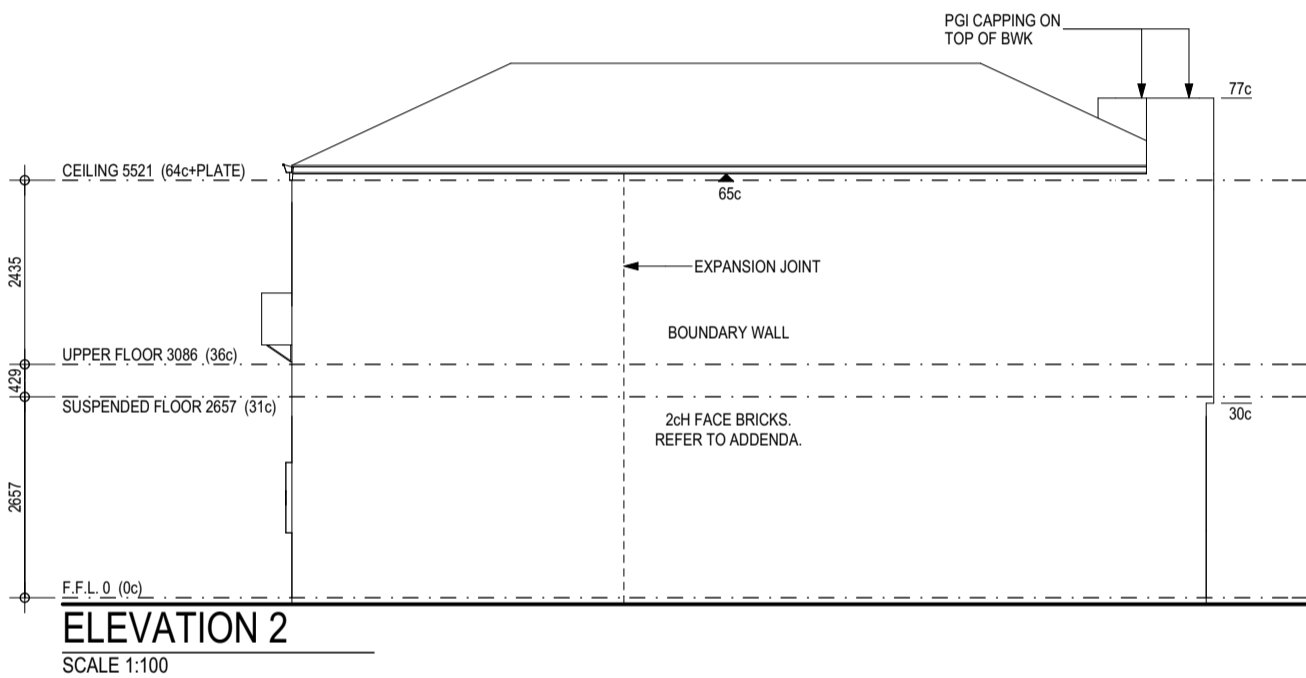 PGI CAPPING ON
TOP OF BWK
77c
CEILING 5521 (64c+PLATE)
65c
2435
EXPANSION JOINT
BOUNDARY WALL
UPPER FLOOR 3086 (36c)
429
SUSPENDED FLOOR 2657 (31c)
30c
2cH FACE BRICKS.
REFER TO ADDENDA.
2657
F.F.L. 0 (0c)
ELEVATION 2
SCALE 1:100